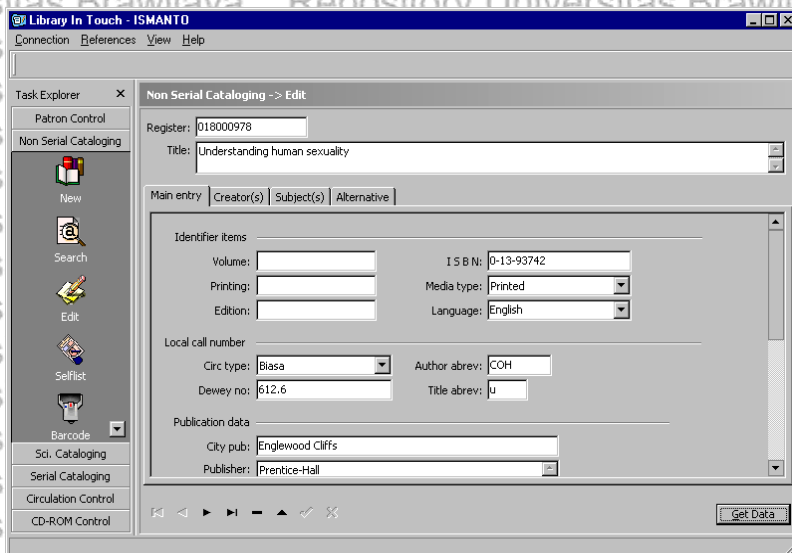 Repository Universitas Brawijaya
Library In Touch - ISMANTO
Connection References View Help
Task Explorer
Patron Control
Non Serial Cataloging
New
Search
Edit
Selflist
Barcode
Sci. Cataloging
Serial Cataloging
Circulation Control
CD-ROM Control
Non Serial Cataloging -> Edit
Register: 018000978
Title: Understanding human sexuality
Main entry Creator(s) Subject(s) Alternative
Identifier items
Volume: I S B N: 0-13-93742
Printing: Media type: Printed
Edition: Language: English
Local call number
Circ type: Biasa Author abrev: COH
Dewey no: 612.6 Title abrev: u
Publication data
City pub: Englewood Cliffs
Publisher: Prentice-Hall
Get Data